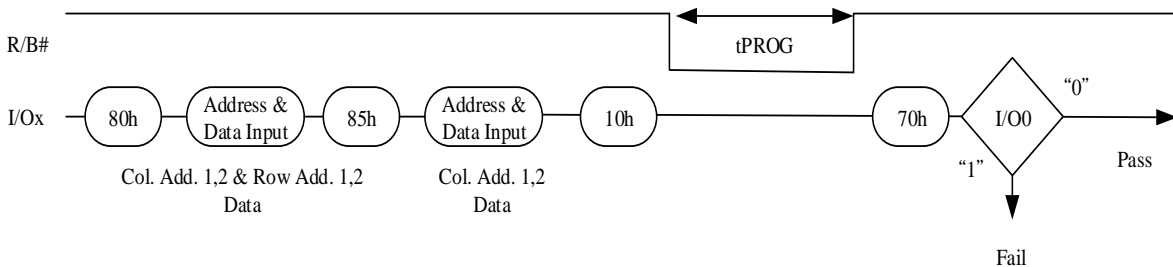 R/B#
tPROG
I/Ox
80h
Address &
Data Input
85h
Address &
Data Input
10h
70h
I/O0
“0”
“1”
Pass
Col. Add. 1,2 & Row Add. 1,2
Data
Col. Add. 1,2
Data
Fail